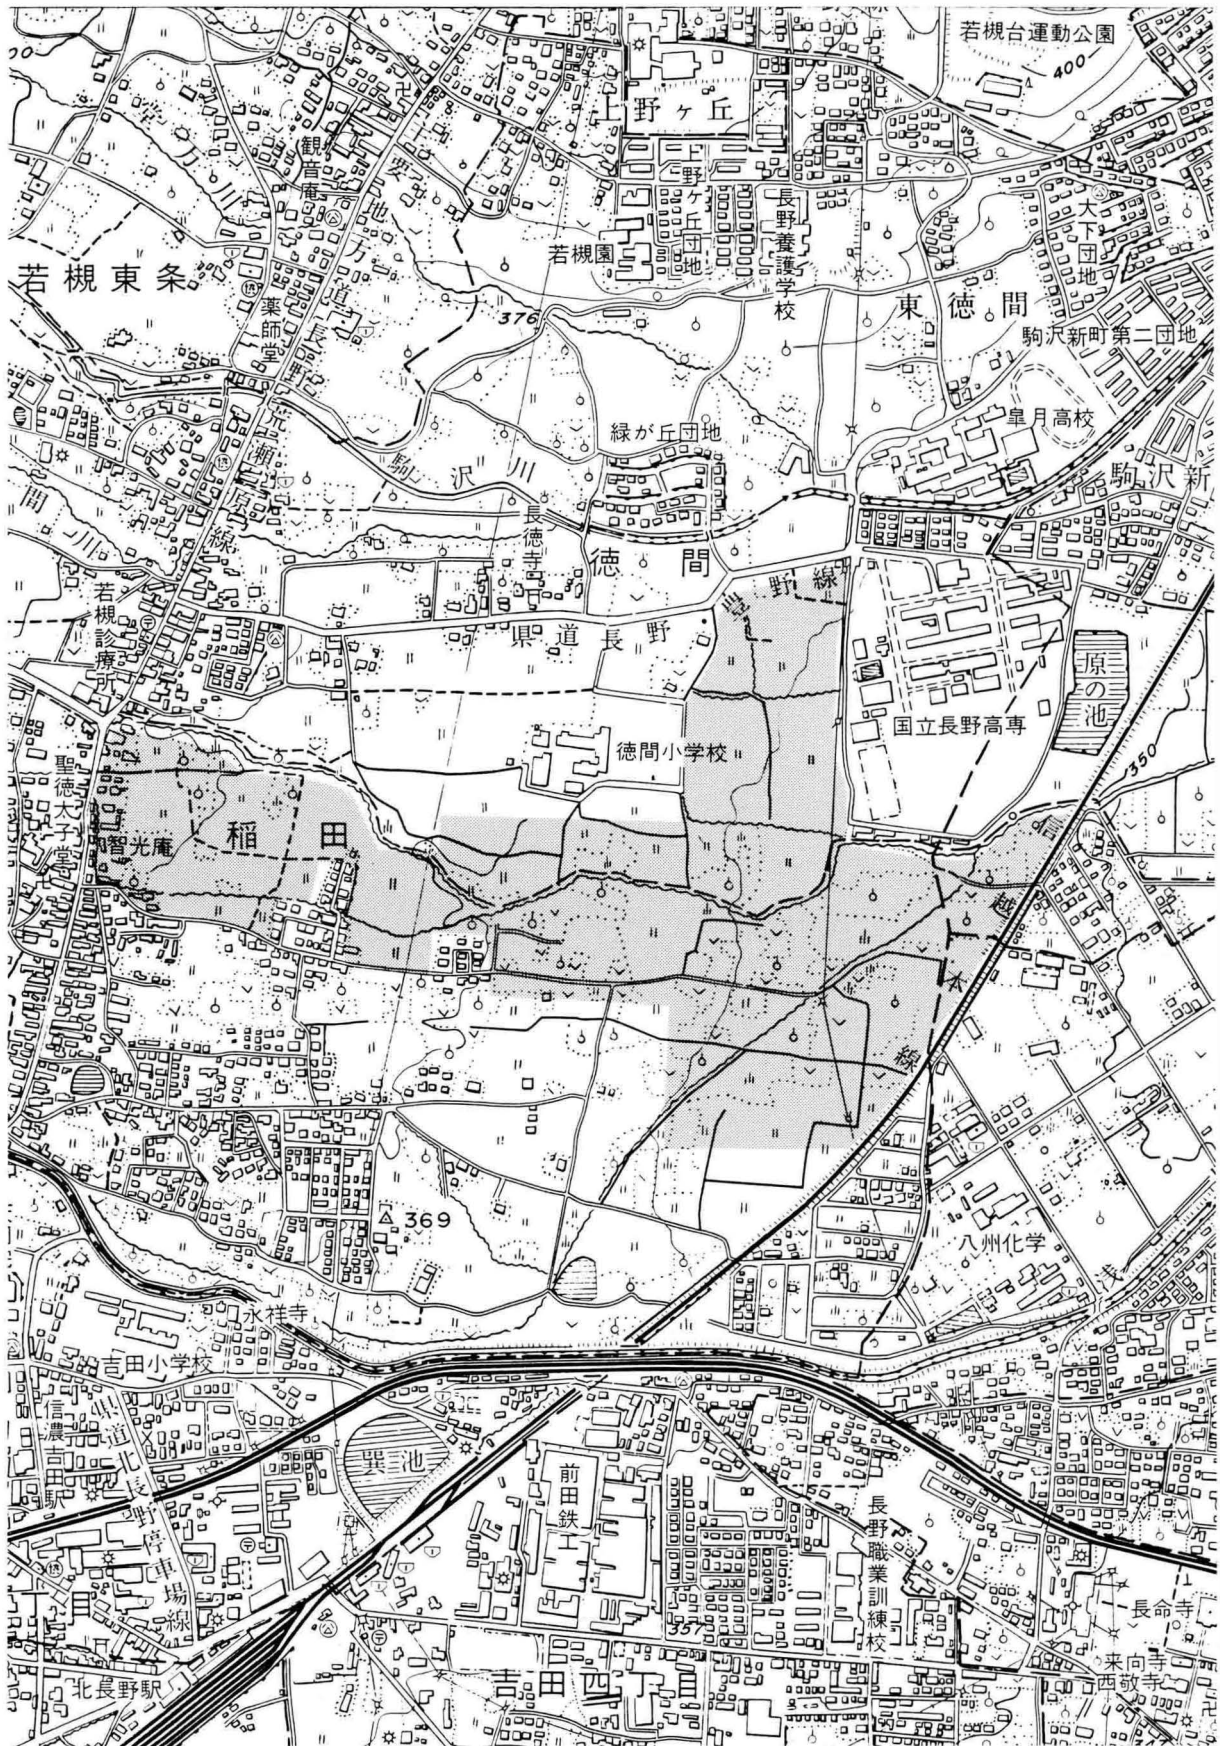 若槻台運動公園
400
上野ヶ丘
堂万川
観音庵
上野ヶ丘団地
長野養護学校
若槻園
大下団地
若槻東条
薬師堂
主要地方道長野荒瀬原線
376
東徳間
駒沢新町第二団地
皐月高校
緑が丘団地
駒沢川
駒沢新
長徳寺
徳間
間川
若槻診療所
県道長野豊野線
原の池
国立長野高専
徳間小学校
350
聖徳太子堂
智光庵
稲田
信越本線
369
八州化学
浅
永祥寺
吉田小学校
信濃吉田駅
県道北長野停車場線
巽池
前田鉄工
長野職業訓練校
357
長命寺
来向寺
西敬寺
丁目
吉田四丁目
北長野駅